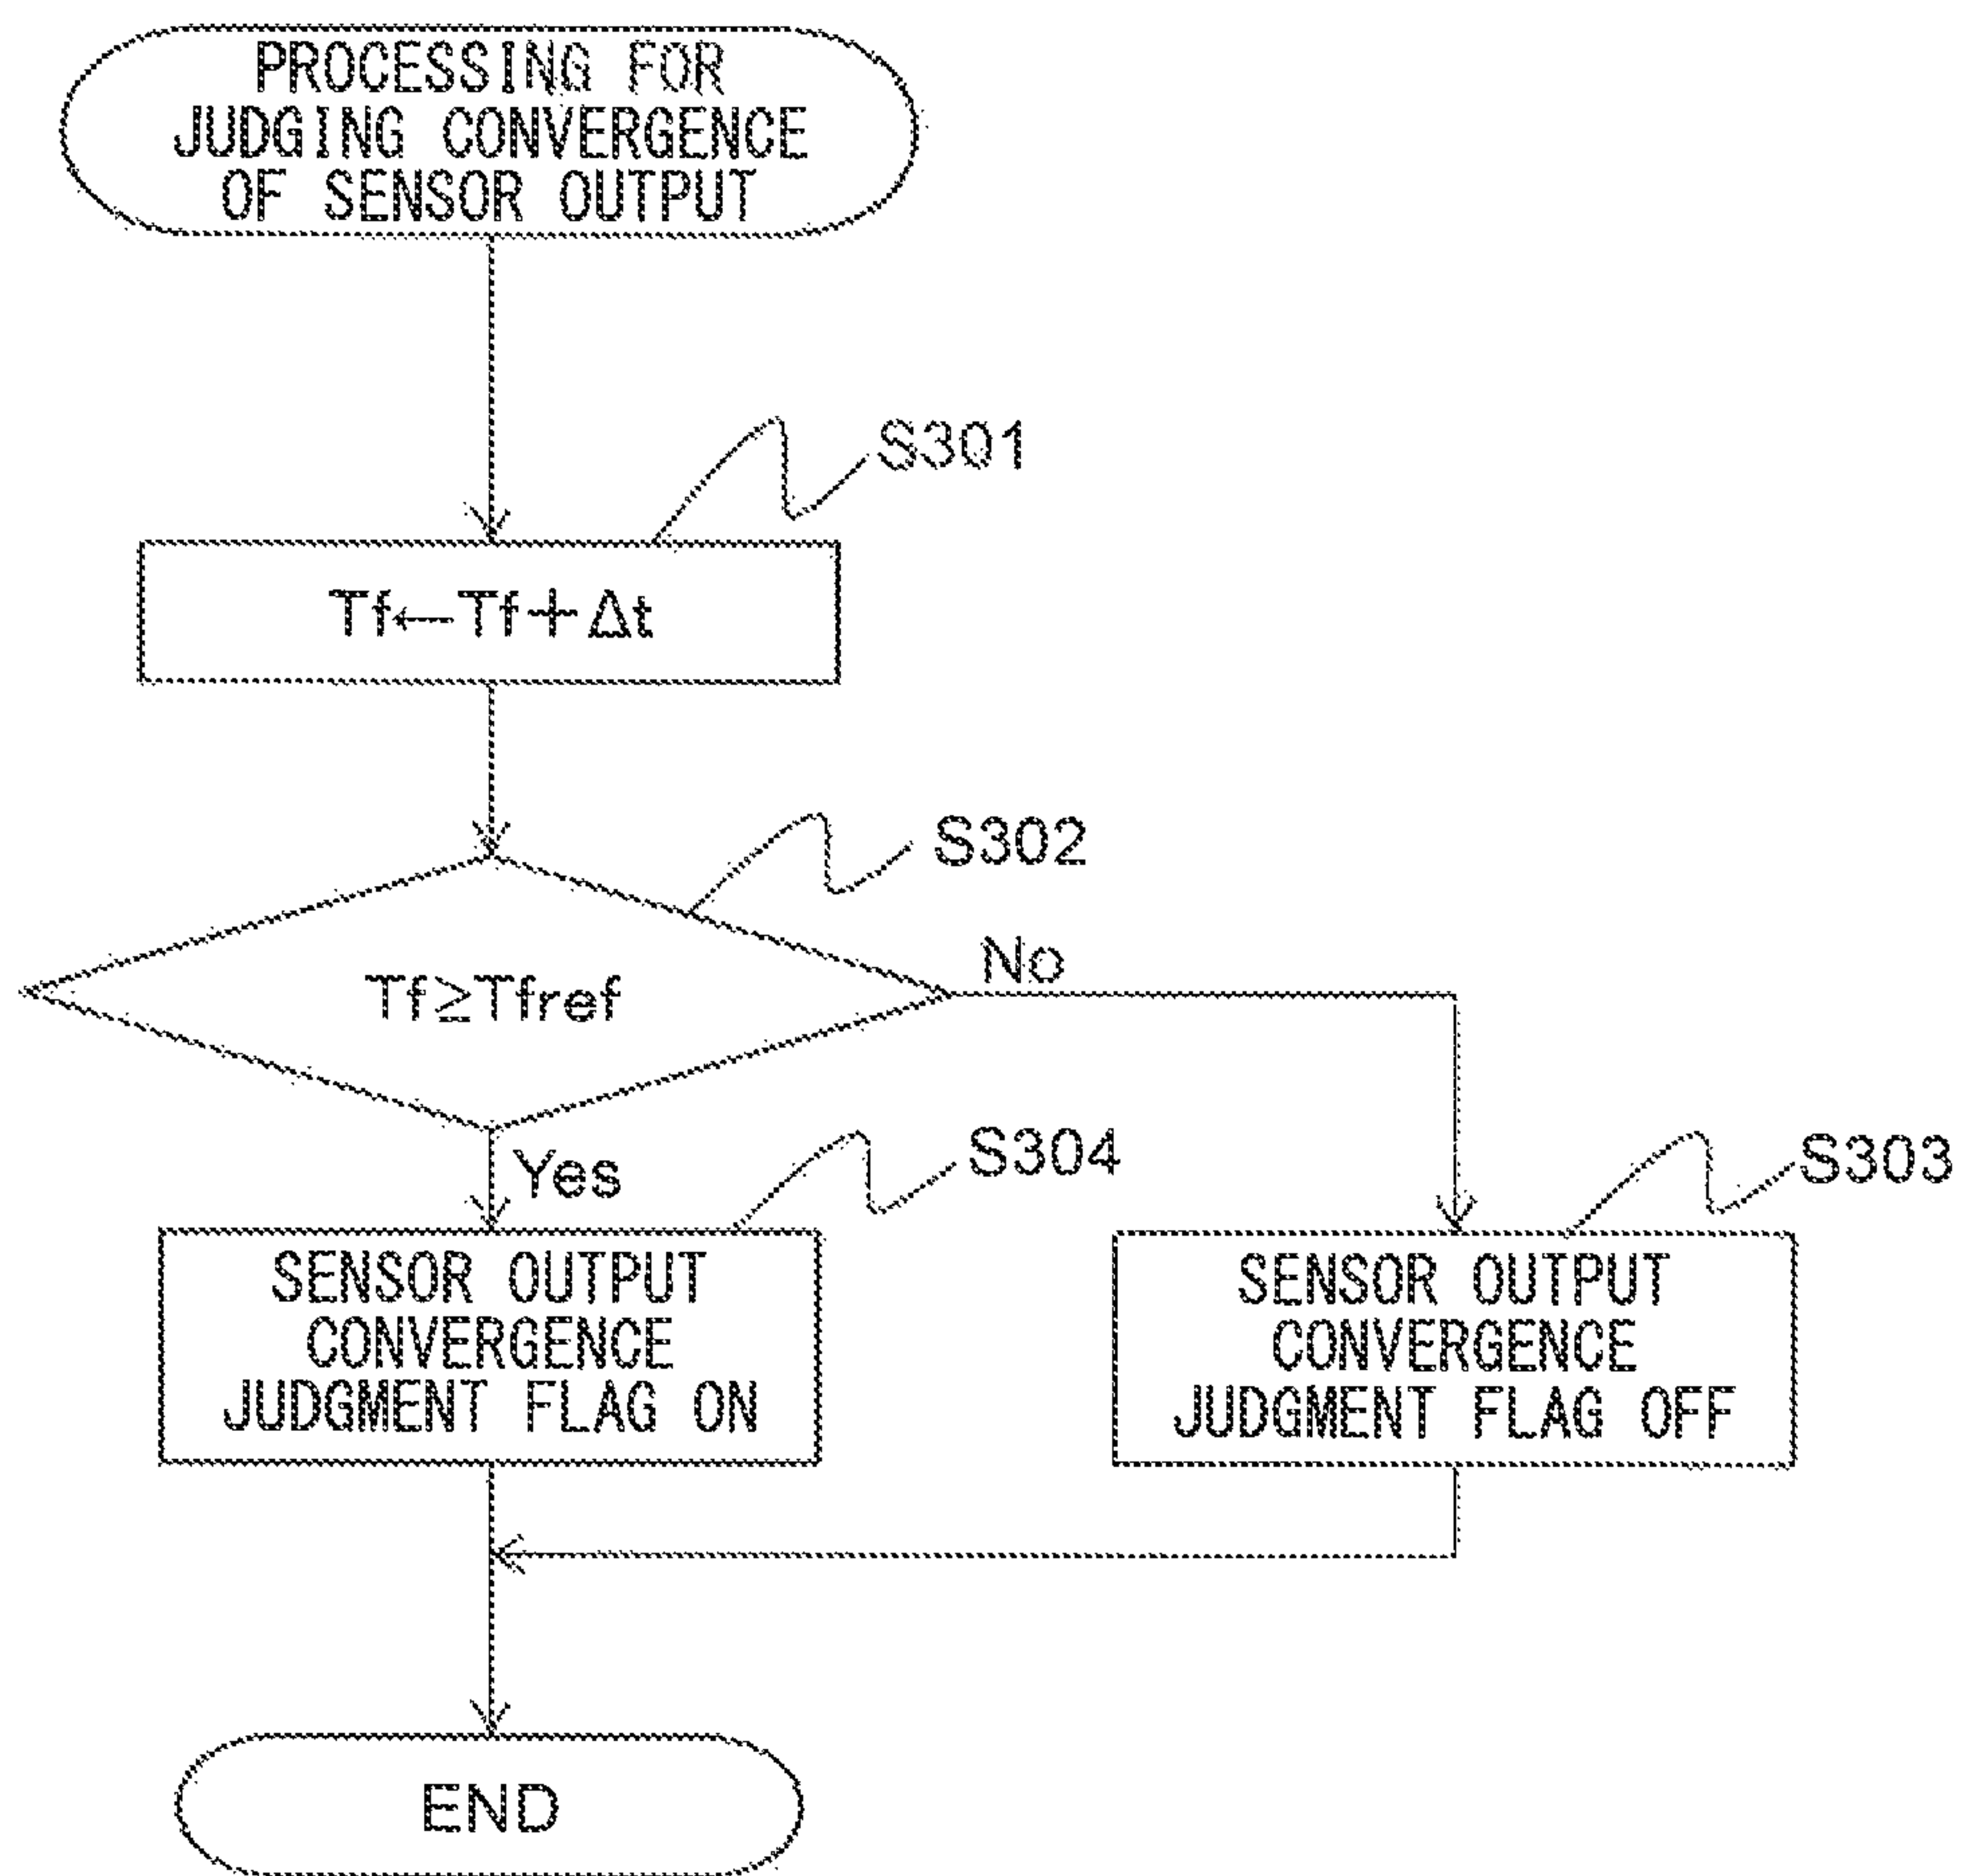 PROCESSING FOR
JUDGING CONVERGENCE
OF SENSOR OUTPUT
S301
Tf←Tf+Δt
S302
Tf≥Tfref
No
Yes
S304
S303
SENSOR OUTPUT
CONVERGENCE
JUDGMENT FLAG ON
SENSOR OUTPUT
CONVERGENCE
JUDGMENT FLAG OFF
END